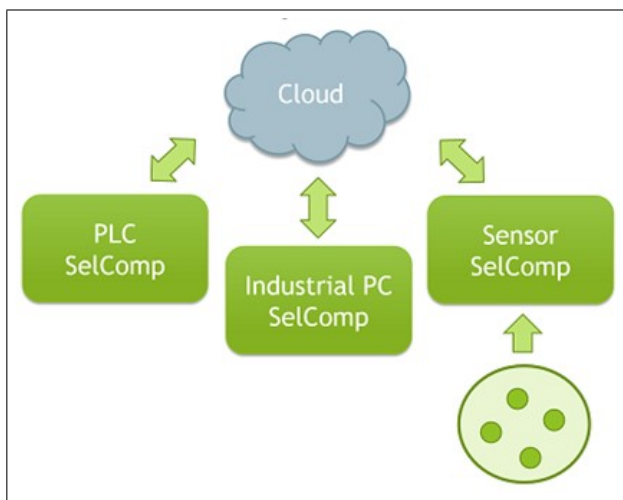 Cloud
PLC
SelComp
Industrial PC
SelComp
Sensor
SelComp